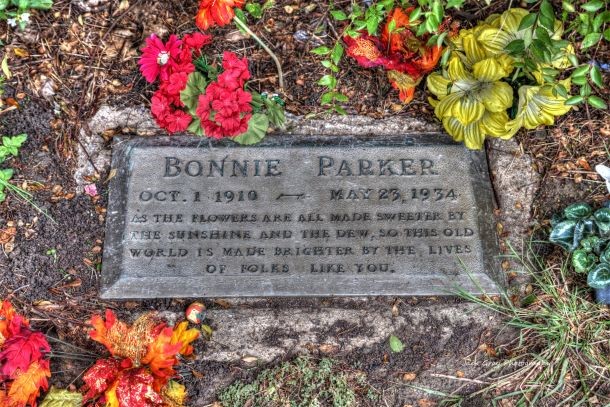 BONNIE PARKER
OCT. 1 1910 — MAY 23, 1934
AS THE FLOWERS ARE ALL MADE SWEETER BY
THE SUNSHINE AND THE DEW, SO THIS OLD
WORLD IS MADE BRIGHTER BY THE LIVES
OF FOLKS LIKE YOU.